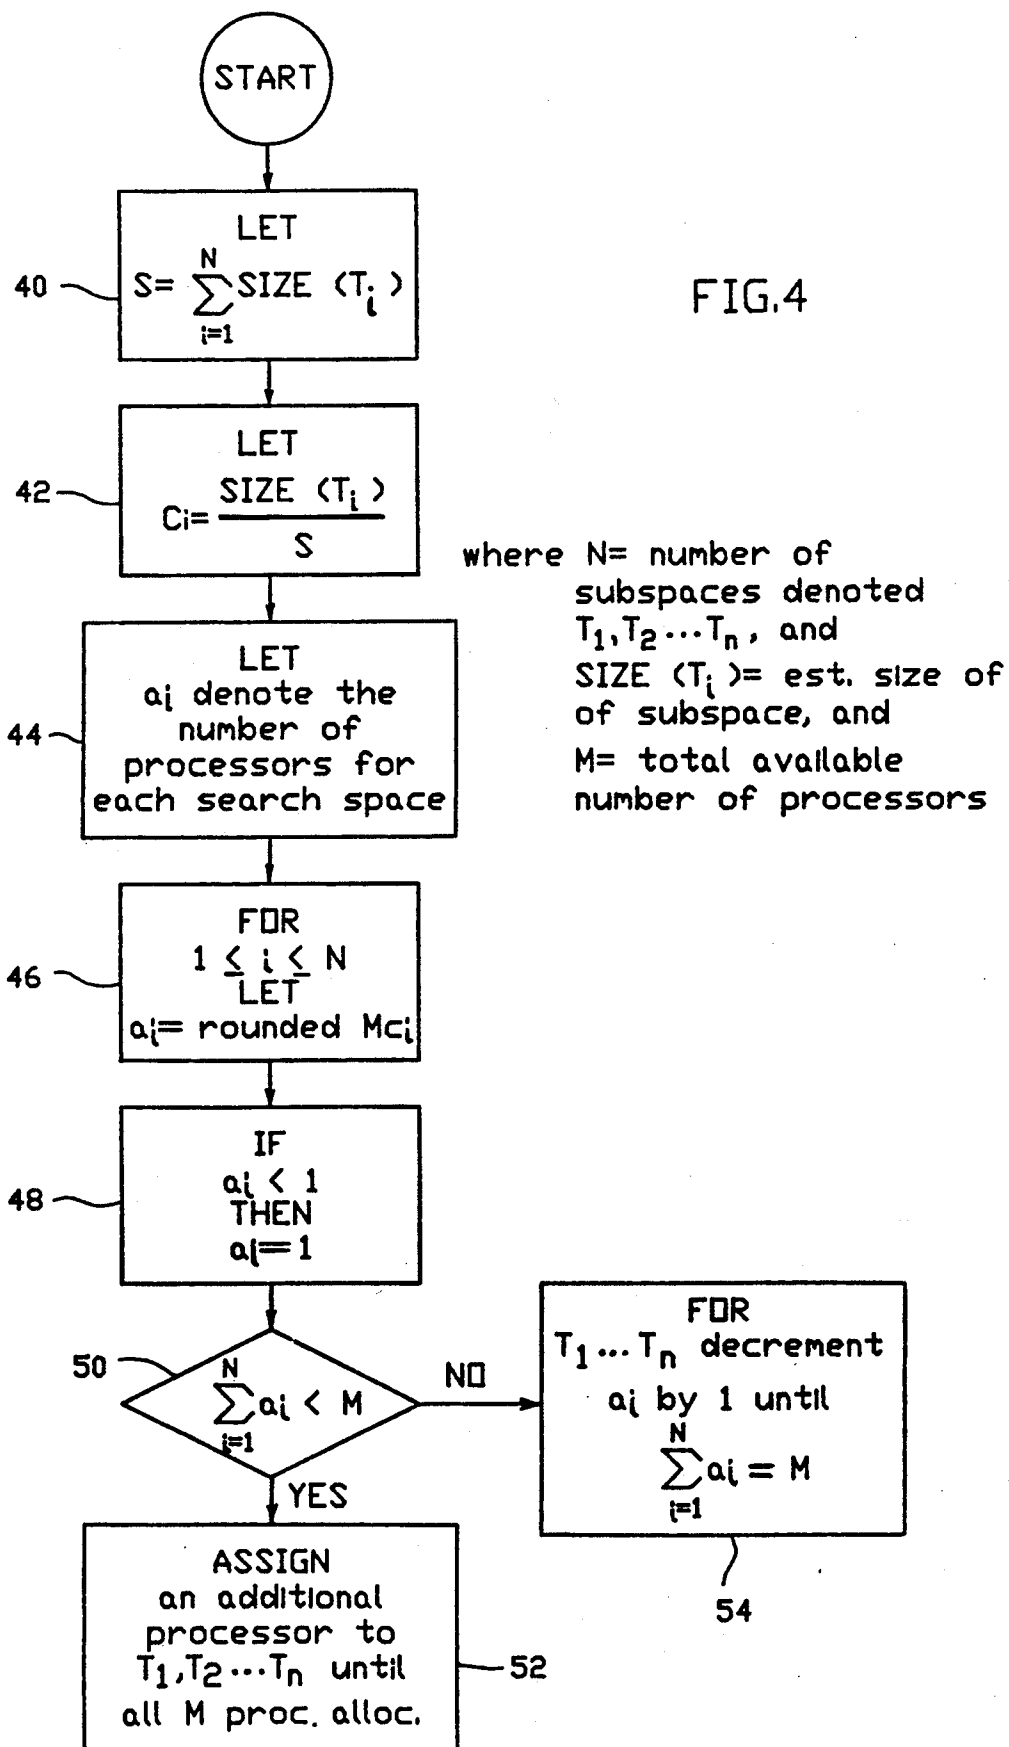 START
LET
S= N∑i=1 SIZE (Ti)
40
FIG.4
LET
Ci= SIZE (Ti) / S
42
where N= number of
subspaces denoted
T1,T2...Tn, and
SIZE (Ti)= est. size of
of subspace, and
M= total available
number of processors
LET
ai denote the
number of
processors for
each search space
44
FOR
1 ≤ i ≤ N
LET
ai= rounded Mci
46
IF
ai < 1
THEN
ai=1
48
50
N∑i=1 ai < M
NO
YES
FOR
T1...Tn decrement
ai by 1 until
N∑i=1 ai = M
54
ASSIGN
an additional
processor to
T1,T2...Tn until
all M proc. alloc.
52